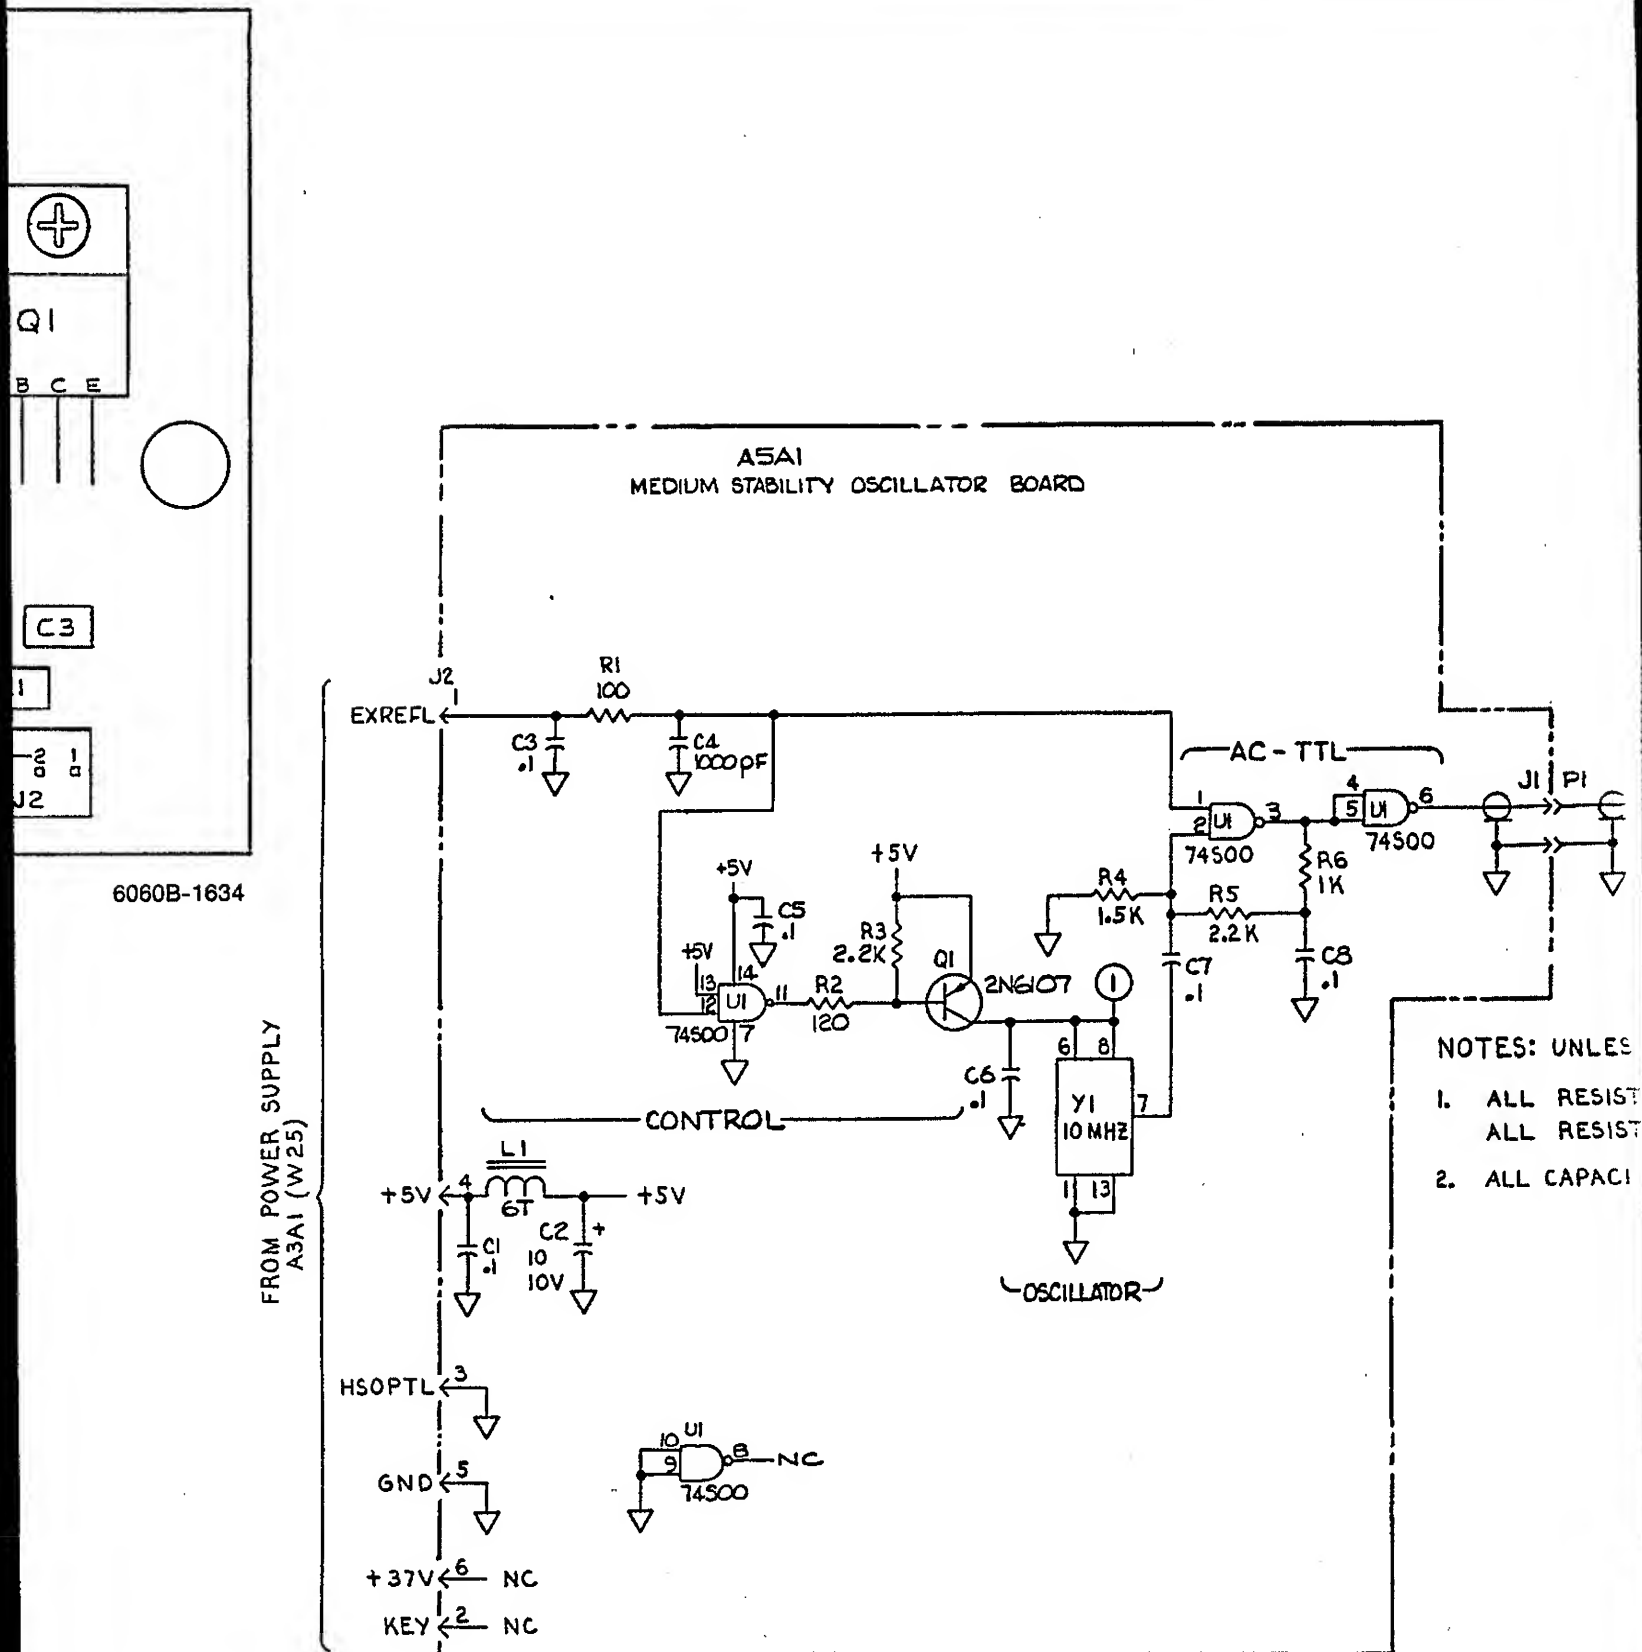 Q1
B C E
C3
1
2 1
J2
6060B-1634
A5A1
MEDIUM STABILITY OSCILLATOR BOARD
J2
1
EXREFL
R1
100
C3
.1
C4
1000pF
AC-TTL
1
2
U1
3
74S00
4
5
U1
6
74S00
J1 P1
R6
1K
R4
1.5K
R5
2.2K
C7
.1
C8
.1
+5V
C5
.1
+5V
13
12
14
U1
11
74S00
7
R2
120
+5V
R3
2.2K
Q1
2N6107
1
C6
.1
6 8
Y1
10MHZ
7
1 13
CONTROL
OSCILLATOR
FROM POWER SUPPLY
A3A1 (W25)
+5V
4
L1
6T
+5V
C1
.1
C2
+
10
10V
HSOPTL
3
GND
5
+37V
6
NC
KEY
2
NC
U1
10
9
8
NC
74S00
NOTES: UNLES
1. ALL RESIST
ALL RESIST
2. ALL CAPACI